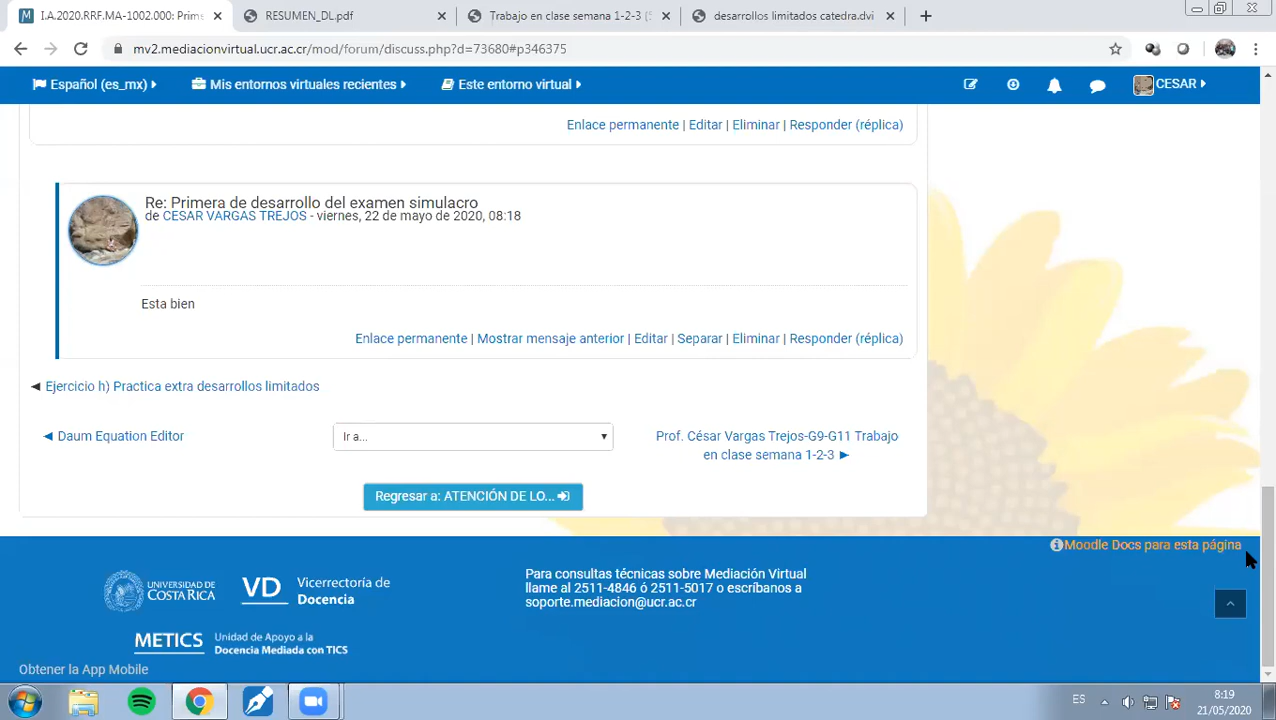 I.A.2020.RRF.MA-1002.000: Prim
RESUMEN_DL.pdf
Trabajo en clase semana 1-2-3 (
desarrollos limitados catedra.dvi
mv2.mediacionvirtual.ucr.ac.cr/mod/forum/discuss.php?d=73680#p346375
Español (es_mx)
Mis entornos virtuales recientes
Este entorno virtual
CESAR
Enlace permanente | Editar | Eliminar | Responder (réplica)
Re: Primera de desarrollo del examen simulacro
de CESAR VARGAS TREJOS - viernes, 22 de mayo de 2020, 08:18
Esta bien
Enlace permanente | Mostrar mensaje anterior | Editar | Separar | Eliminar | Responder (réplica)
◄ Ejercicio h) Practica extra desarrollos limitados
◄ Daum Equation Editor
Ir a...
Prof. César Vargas Trejos-G9-G11 Trabajo
en clase semana 1-2-3 ►
Regresar a: ATENCIÓN DE LO...
Moodle Docs para esta página
UNIVERSIDAD DE
COSTA RICA
VD
Vicerrectoría de
Docencia
Para consultas técnicas sobre Mediación Virtual
llame al 2511-4846 ó 2511-5017 o escríbanos a
soporte.mediacion@ucr.ac.cr
METICS
Unidad de Apoyo a la
Docencia Mediada con TICS
Obtener la App Mobile
ES
8:19
21/05/2020